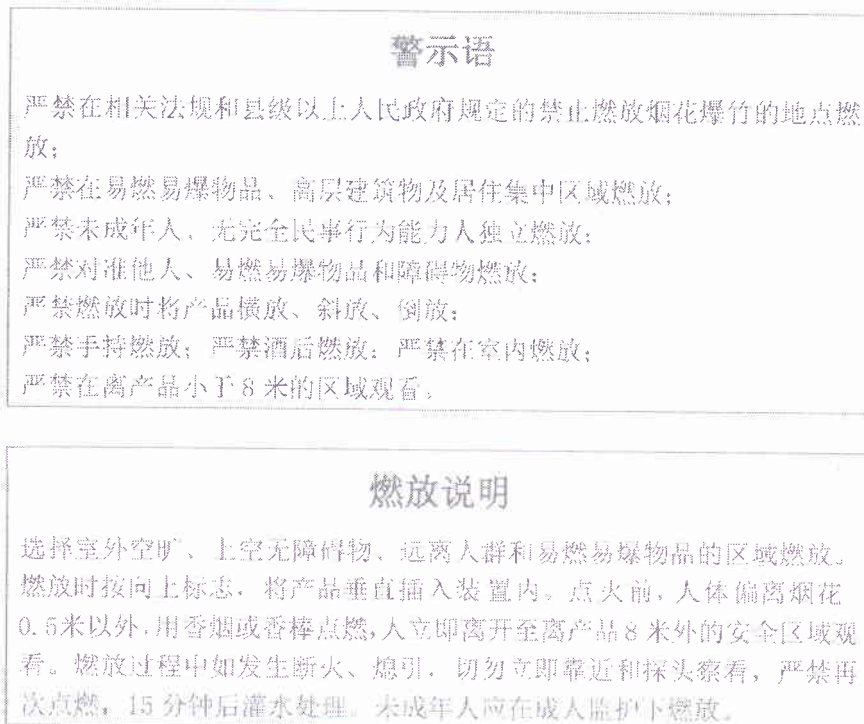 警示语
严禁在相关法规和县级以上人民政府规定的禁止燃放烟花爆竹的地点燃
放；
严禁在易燃易爆物品、高层建筑物及居住集中区域燃放；
严禁未成年人、无完全民事行为能力人独立燃放；
严禁对准他人、易燃易爆物品和障碍物燃放；
严禁燃放时将产品横放、斜放、倒放；
严禁手持燃放；严禁酒后燃放；严禁在室内燃放；
严禁在离产品小于8米的区域观看。
燃放说明
选择室外空旷、上空无障碍物、远离人群和易燃易爆物品的区域燃放。
燃放时按向上标志，将产品垂直插入装置内。点火前，人体偏离烟花
0.5米以外，用香烟或香棒点燃，人立即离开至离产品8米外的安全区域观
看。燃放过程中如发生断火、熄引，切勿立即靠近和探头察看，严禁再
次点燃，15分钟后灌水处理。未成年人应在成人监护下燃放。